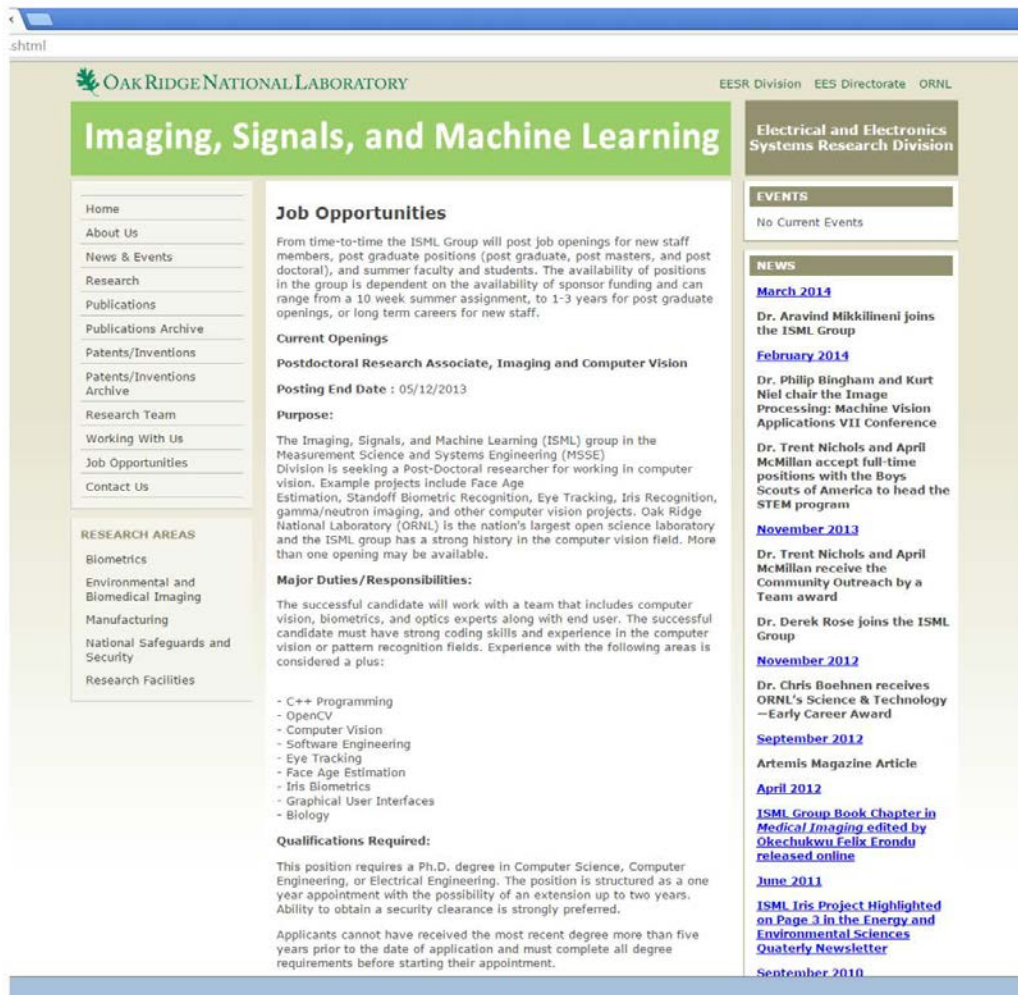 .shtml
OAK RIDGE NATIONAL LABORATORY
EESR Division EES Directorate ORNL
Imaging, Signals, and Machine Learning
Electrical and Electronics
Systems Research Division
Home
About Us
News & Events
Research
Publications
Publications Archive
Patents/Inventions
Patents/Inventions
Archive
Research Team
Working With Us
Job Opportunities
Contact Us
RESEARCH AREAS
Biometrics
Environmental and
Biomedical Imaging
Manufacturing
National Safeguards and
Security
Research Facilities
Job Opportunities
From time-to-time the ISML Group will post job openings for new staff
members, post graduate positions (post graduate, post masters, and post
doctoral), and summer faculty and students. The availability of positions
in the group is dependent on the availability of sponsor funding and can
range from a 10 week summer assignment, to 1-3 years for post graduate
openings, or long term careers for new staff.
Current Openings
Postdoctoral Research Associate, Imaging and Computer Vision
Posting End Date : 05/12/2013
Purpose:
The Imaging, Signals, and Machine Learning (ISML) group in the
Measurement Science and Systems Engineering (MSSE)
Division is seeking a Post-Doctoral researcher for working in computer
vision. Example projects include Face Age
Estimation, Standoff Biometric Recognition, Eye Tracking, Iris Recognition,
gamma/neutron imaging, and other computer vision projects. Oak Ridge
National Laboratory (ORNL) is the nation's largest open science laboratory
and the ISML group has a strong history in the computer vision field. More
than one opening may be available.
Major Duties/Responsibilities:
The successful candidate will work with a team that includes computer
vision, biometrics, and optics experts along with end user. The successful
candidate must have strong coding skills and experience in the computer
vision or pattern recognition fields. Experience with the following areas is
considered a plus:
- C++ Programming
- OpenCV
- Computer Vision
- Software Engineering
- Eye Tracking
- Face Age Estimation
- Iris Biometrics
- Graphical User Interfaces
- Biology
Qualifications Required:
This position requires a Ph.D. degree in Computer Science, Computer
Engineering, or Electrical Engineering. The position is structured as a one
year appointment with the possibility of an extension up to two years.
Ability to obtain a security clearance is strongly preferred.
Applicants cannot have received the most recent degree more than five
years prior to the date of application and must complete all degree
requirements before starting their appointment.
EVENTS
No Current Events
NEWS
March 2014
Dr. Aravind Mikkilineni joins
the ISML Group
February 2014
Dr. Philip Bingham and Kurt
Niel chair the Image
Processing: Machine Vision
Applications VII Conference
Dr. Trent Nichols and April
McMillan accept full-time
positions with the Boys
Scouts of America to head the
STEM program
November 2013
Dr. Trent Nichols and April
McMillan receive the
Community Outreach by a
Team award
Dr. Derek Rose joins the ISML
Group
November 2012
Dr. Chris Boehnen receives
ORNL's Science & Technology
—Early Career Award
September 2012
Artemis Magazine Article
April 2012
ISML Group Book Chapter in
Medical Imaging edited by
Okechukwu Felix Erondu
released online
June 2011
ISML Iris Project Highlighted
on Page 3 in the Energy and
Environmental Sciences
Quaterly Newsletter
September 2010